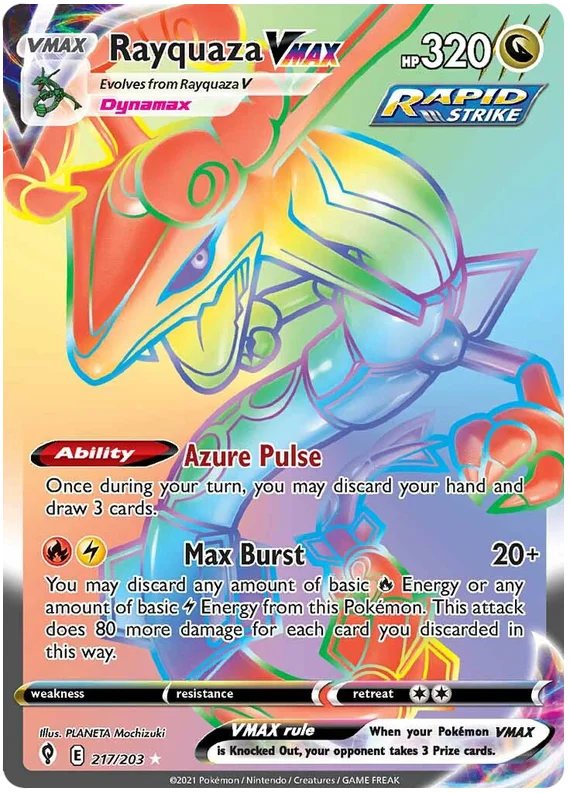 VMAX Rayquaza VMAX HP 320
Evolves from Rayquaza V
Dynamax
RAPID
STRIKE
Ability Azure Pulse
Once during your turn, you may discard your hand and
draw 3 cards.
Max Burst 20+
You may discard any amount of basic Energy or any
amount of basic Energy from this Pokémon. This attack
does 80 more damage for each card you discarded in
this way.
weakness resistance retreat
Illus. PLANETA Mochizuki
VMAX rule When your Pokémon VMAX
is Knocked Out, your opponent takes 3 Prize cards.
E 217/203
©2021 Pokémon / Nintendo / Creatures / GAME FREAK